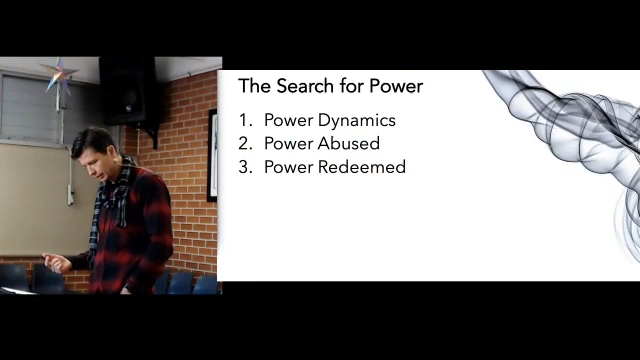 The Search for Power
1. Power Dynamics
2. Power Abused
3. Power Redeemed